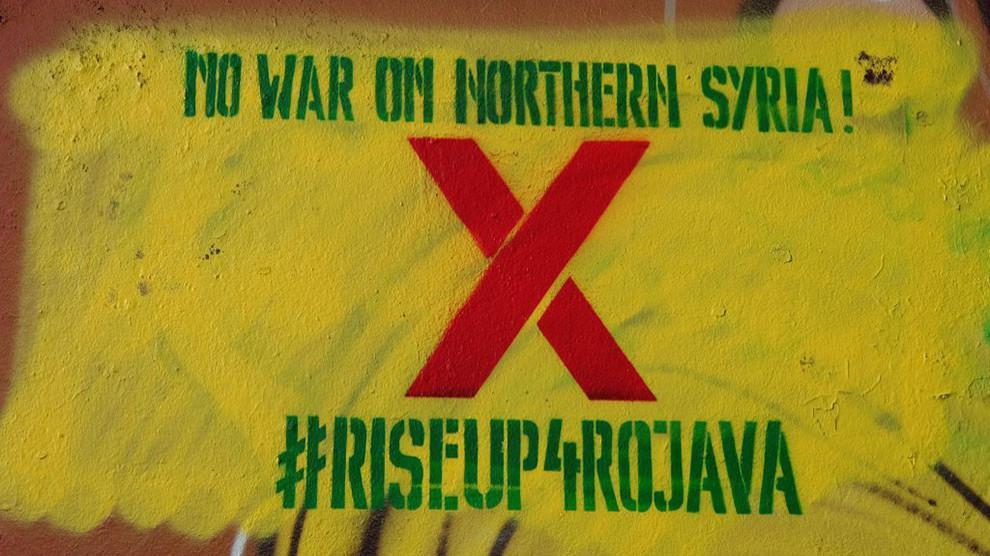 NO WAR ON NORTHERN SYRIA!
X
#RISEUP4ROJAVA